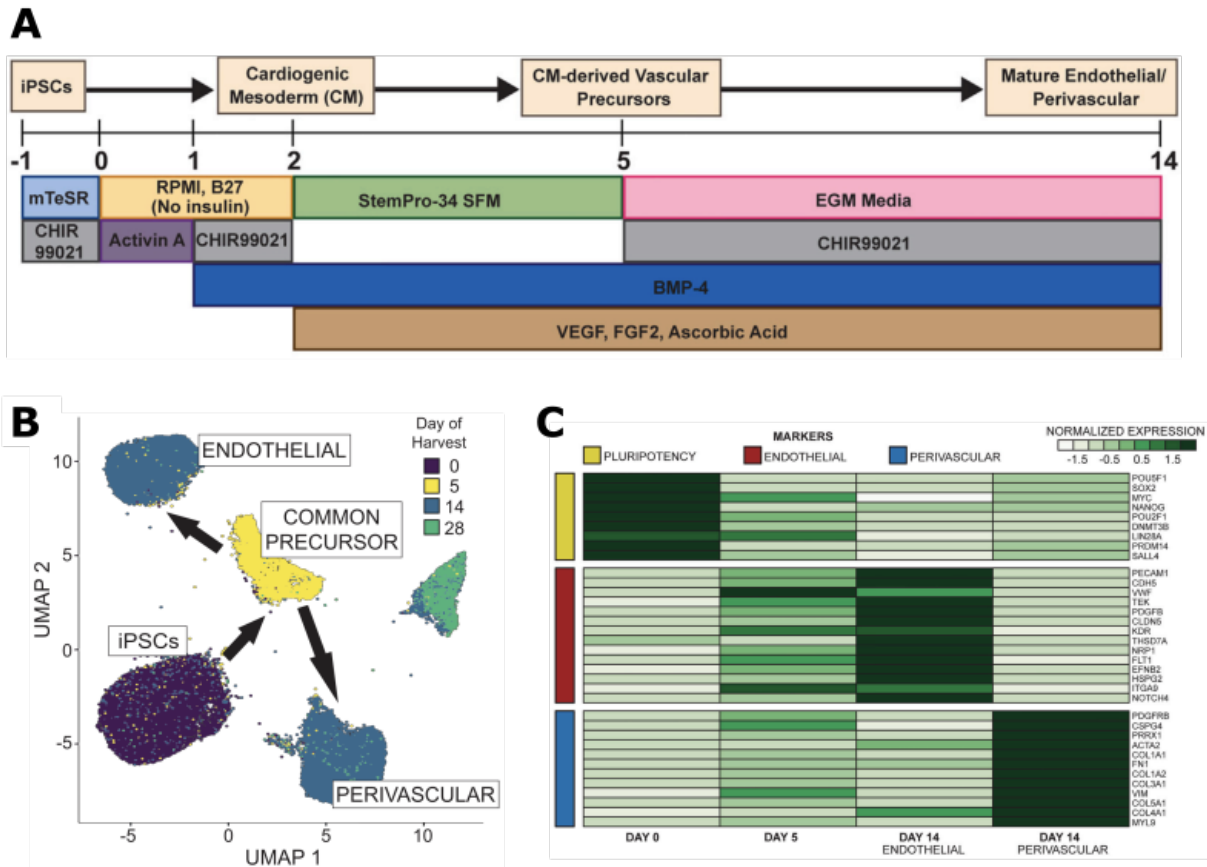 A
iPSCs
Cardiogenic
Mesoderm (CM)
CM-derived Vascular
Precursors
Mature Endothelial/
Perivascular
-1 0 1 2 5 14
mTeSR
RPMI, B27
(No insulin)
StemPro-34 SFM
EGM Media
CHIR
99021
Activin A
CHIR99021
CHIR99021
BMP-4
VEGF, FGF2, Ascorbic Acid
B
ENDOTHELIAL
Day of
Harvest
0
5
14
28
COMMON
PRECURSOR
iPSCs
PERIVASCULAR
UMAP 2
10
5
0
-5
-5 0 5 10
UMAP 1
C
MARKERS
PLURIPOTENCY
ENDOTHELIAL
PERIVASCULAR
NORMALIZED EXPRESSION
-1.5 -0.5 0.5 1.5
POU5F1
SOX2
MYC
NANOG
POU2F1
DNMT3B
LIN28A
PRDM14
SALL4
PECAM1
CDH5
VWF
TEK
PDGFB
CLDN5
KDR
THSD7A
NRP1
FLT1
EFNB2
HSPG2
ITGA9
NOTCH4
PDGFRB
CSPG4
PRRX1
ACTA2
COL1A1
FN1
COL1A2
COL3A1
VIM
COL5A1
COL4A1
MYL9
DAY 0
DAY 5
DAY 14
ENDOTHELIAL
DAY 14
PERIVASCULAR